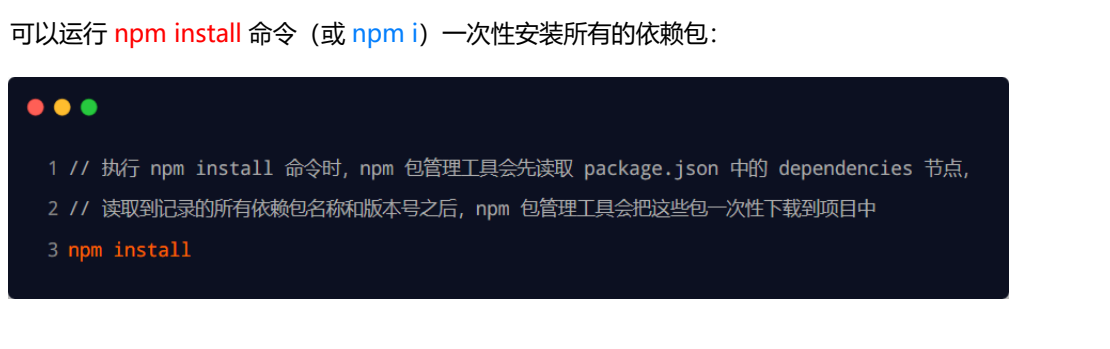 可以运行 npm install 命令（或 npm i）一次性安装所有的依赖包：
1 // 执行 npm install 命令时，npm 包管理工具会先读取 package.json 中的 dependencies 节点，
2 // 读取到记录的所有依赖包名称和版本号之后，npm 包管理工具会把这些包一次性下载到项目中
3 npm install